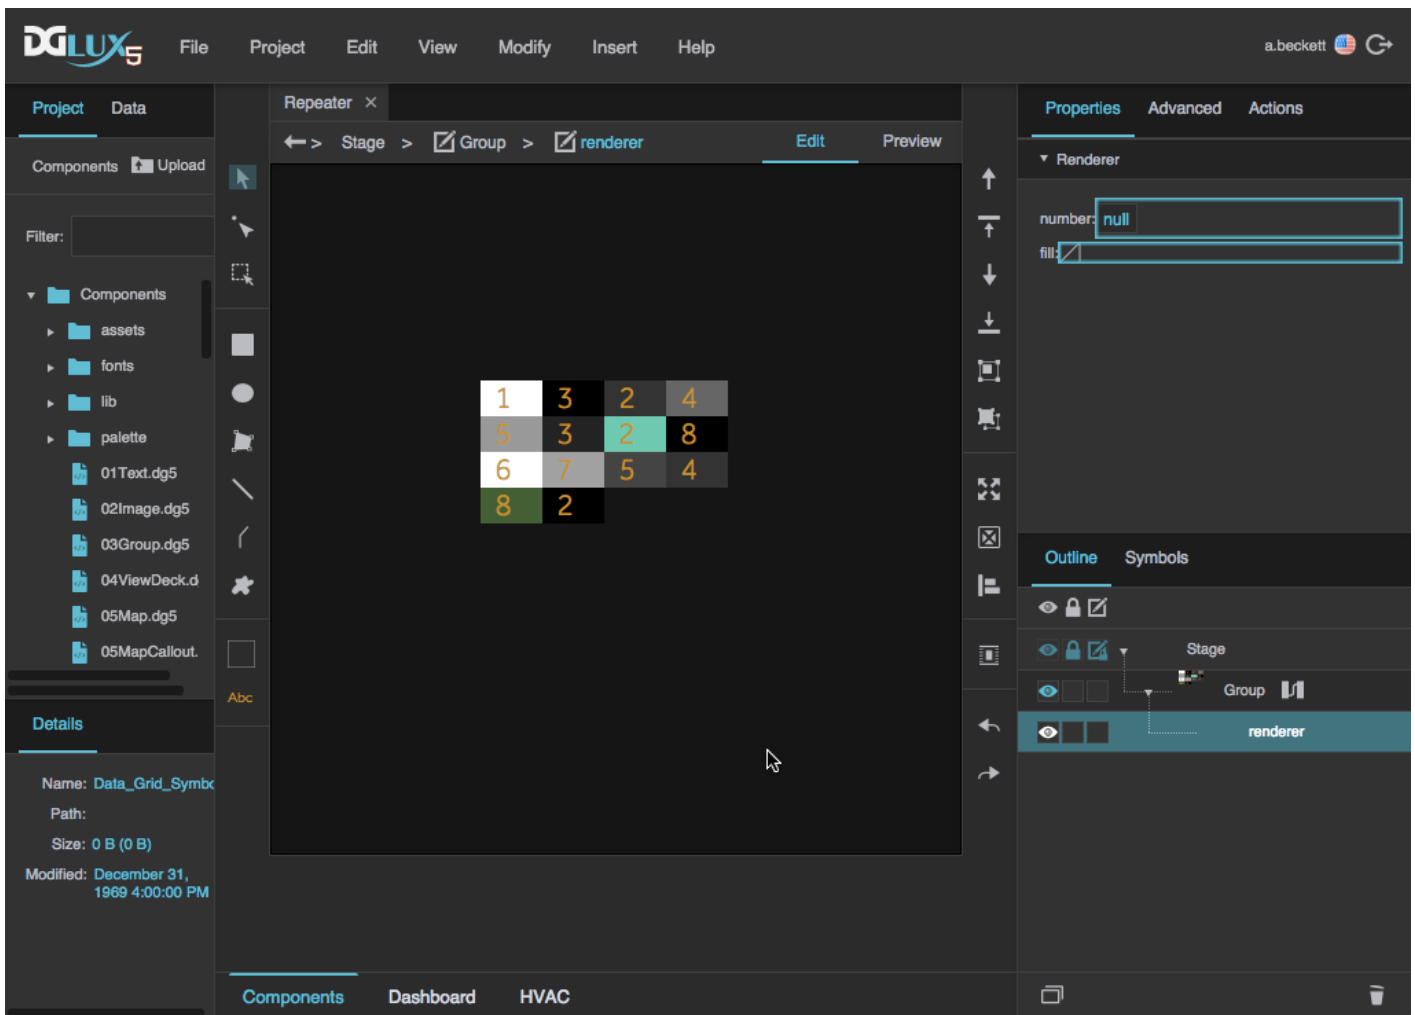 DGLUX5
File Project Edit View Modify Insert Help
a.beckett
Project Data
Components Upload
Filter:
Components
assets
fonts
lib
palette
01Text.dg5
02Image.dg5
03Group.dg5
04ViewDeck.d
05Map.dg5
05MapCallout.
Details
Name: Data_Grid_Symbo
Path:
Size: 0 B (0 B)
Modified: December 31,
1969 4:00:00 PM
Abc
Repeater ×
> Stage > Group > renderer
Edit Preview
1 3 2 4
5 3 2 8
6 7 5 4
8 2
Components Dashboard HVAC
Properties Advanced Actions
Renderer
number: null
fill:
Outline Symbols
Stage
Group
renderer